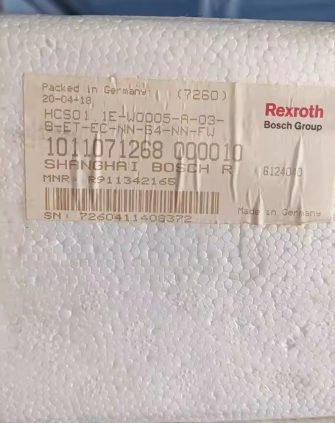 Packed in Germany: (7260)
20-04-18
HCS01.1E-W0005-A-03-
B-ET-EC-NN-S4-NN-FW
1011071268 000010
SHANGHAI BOSCH R
G124040
MNR: R911342165
SN: 7260411408372
Made in Germany
Rexroth
Bosch Group